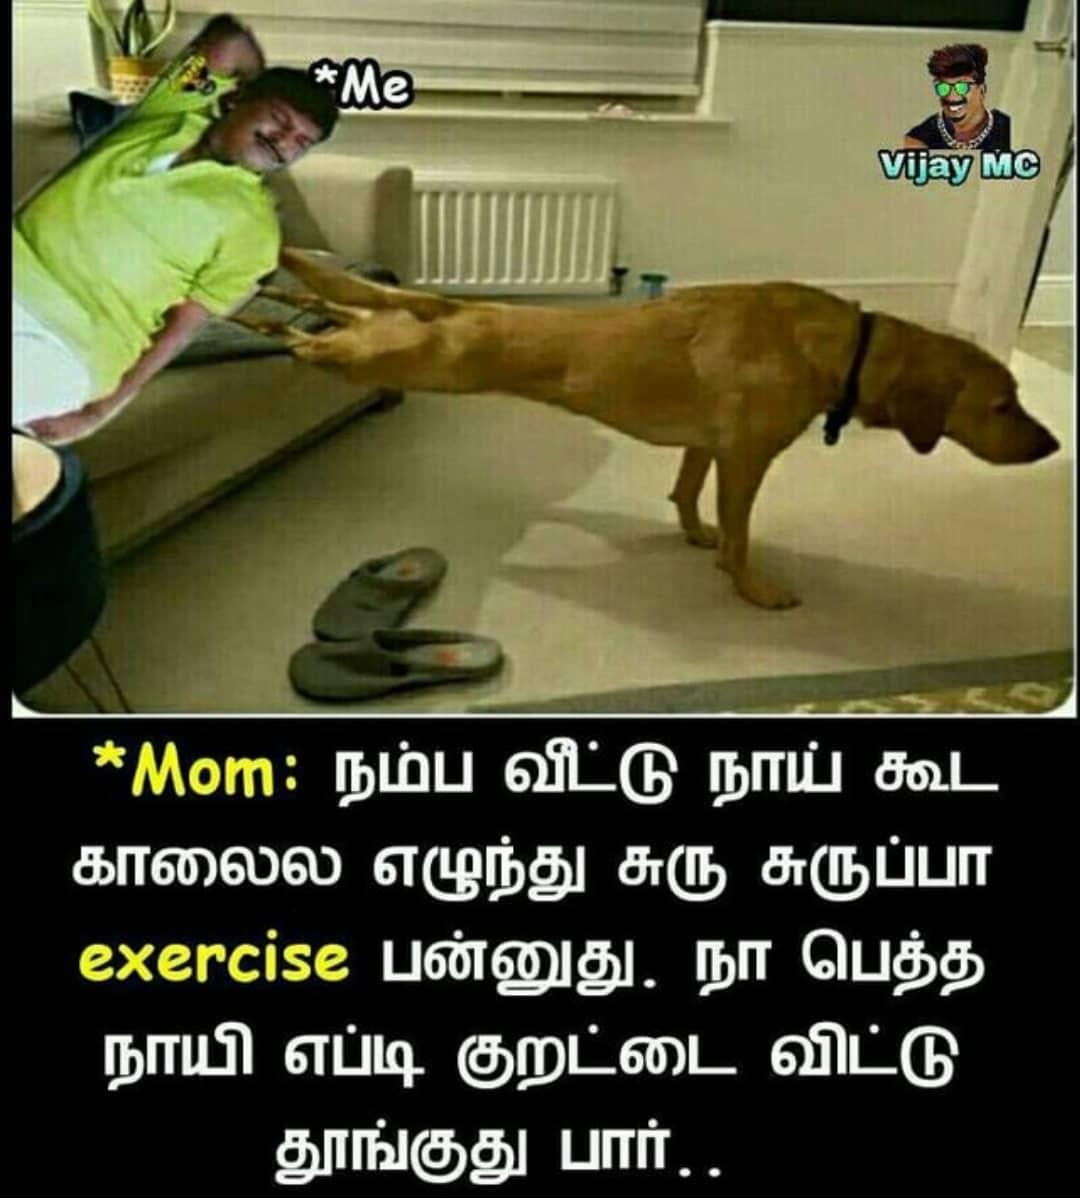 *Me
Vijay MC
*Mom: நம்ப வீட்டு நாய் கூட
காலைல எழுந்து சுரு சுருப்பா
exercise பன்னுது. நா பெத்த
நாயி எப்டி குறட்டை விட்டு
தூங்குது பார்..